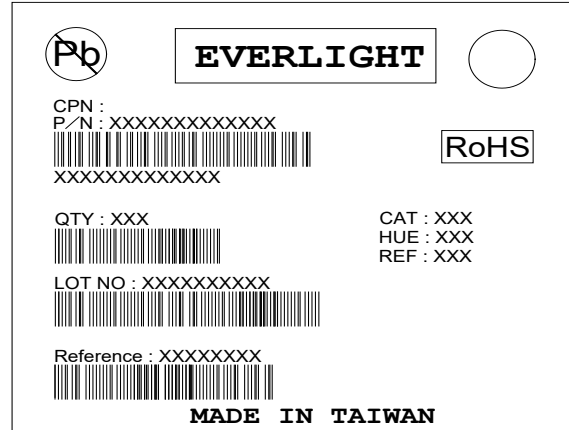 Pb
EVERLIGHT
CPN :
P/N : XXXXXXXXXXXXX
RoHS
XXXXXXXXXXXXX
QTY : XXX
CAT : XXX
HUE : XXX
REF : XXX
LOT NO : XXXXXXXXXX
Reference : XXXXXXXX
MADE IN TAIWAN